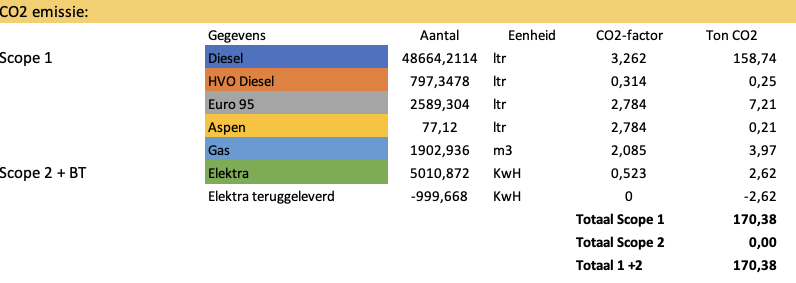 CO2 emissie:
Gegevens Aantal Eenheid CO2-factor Ton CO2
Scope 1 Diesel 48664,2114 ltr 3,262 158,74
HVO Diesel 797,3478 ltr 0,314 0,25
Euro 95 2589,304 ltr 2,784 7,21
Aspen 77,12 ltr 2,784 0,21
Gas 1902,936 m3 2,085 3,97
Scope 2 + BT Elektra 5010,872 KwH 0,523 2,62
Elektra teruggeleverd -999,668 KwH 0 -2,62
Totaal Scope 1 170,38
Totaal Scope 2 0,00
Totaal 1 +2 170,38